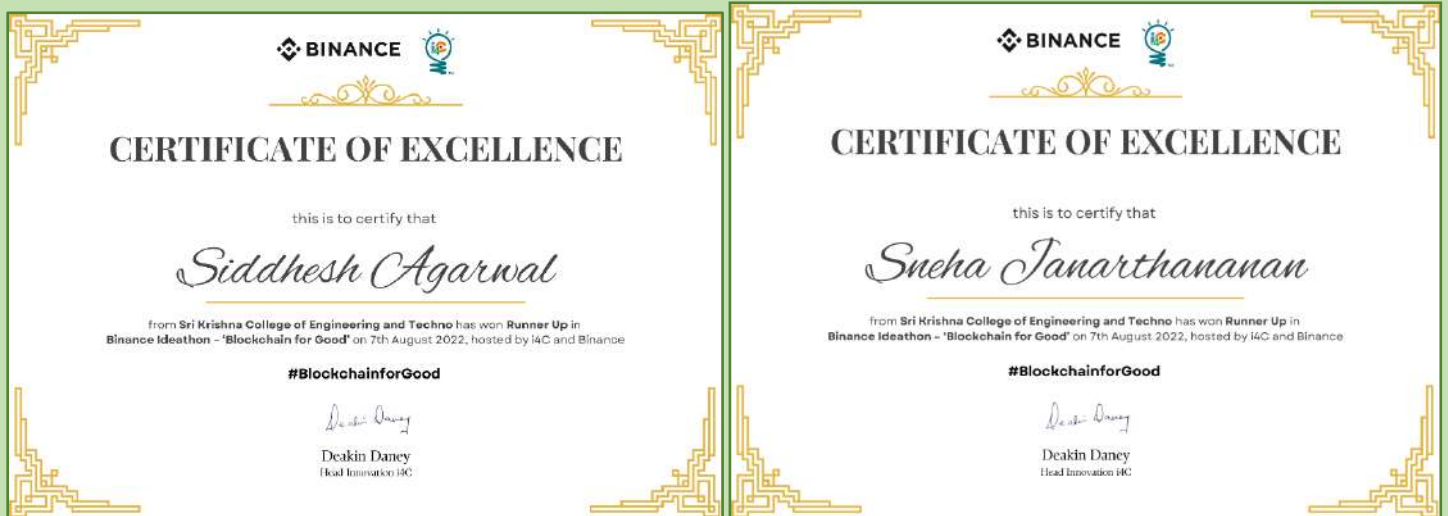 BINANCE i4C
CERTIFICATE OF EXCELLENCE
this is to certify that
Siddhesh Agarwal
from Sri Krishna College of Engineering and Techno has won Runner Up in
Binance Ideathon – 'Blockchain for Good' on 7th August 2022, hosted by i4C and Binance
#BlockchainforGood
Deakin Daney
Deakin Daney
Head Innovation i4C
BINANCE i4C
CERTIFICATE OF EXCELLENCE
this is to certify that
Sneha Janarthananan
from Sri Krishna College of Engineering and Techno has won Runner Up in
Binance Ideathon – 'Blockchain for Good' on 7th August 2022, hosted by i4C and Binance
#BlockchainforGood
Deakin Daney
Deakin Daney
Head Innovation i4C